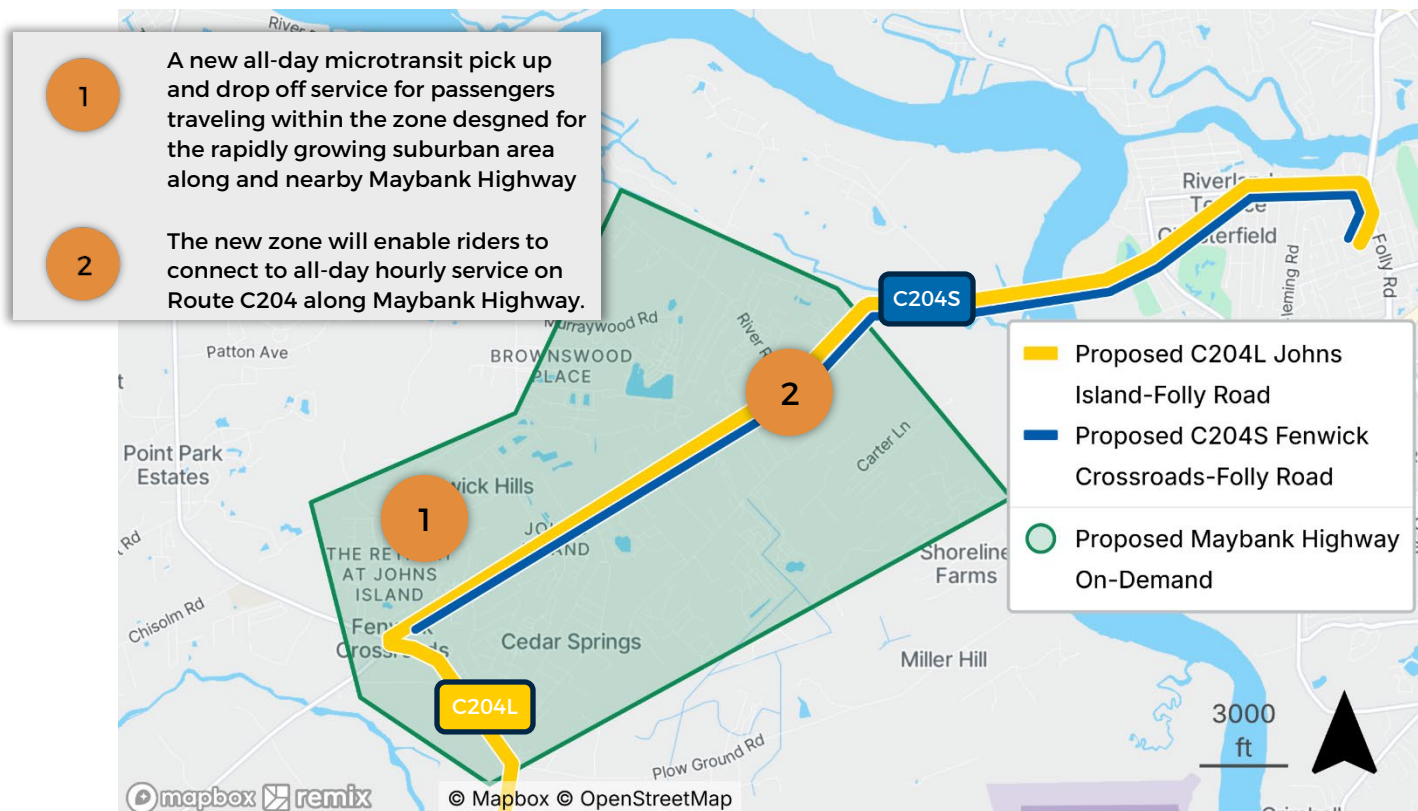 River
1
A new all-day microtransit pick up
and drop off service for passengers
traveling within the zone desgned for
the rapidly growing suburban area
along and nearby Maybank Highway
2
The new zone will enable riders to
connect to all-day hourly service on
Route C204 along Maybank Highway.
Folly Rd
C204S
Murraywood Rd
Patton Ave
BROWNSWOOD
PLACE
2
Proposed C204L Johns
Island-Folly Road
Proposed C204S Fenwick
Crossroads-Folly Road
Proposed Maybank Highway
On-Demand
Carter Ln
Point Park
Estates
Hills
1
Rd
AT JOHNS
ISLAND
Shoreline
Farms
Chisolm Rd
Fenwick
Crossroads
Cedar Springs
Miller Hill
C204L
3000
ft
Plow Ground Rd
mapbox remix
© Mapbox © OpenStreetMap